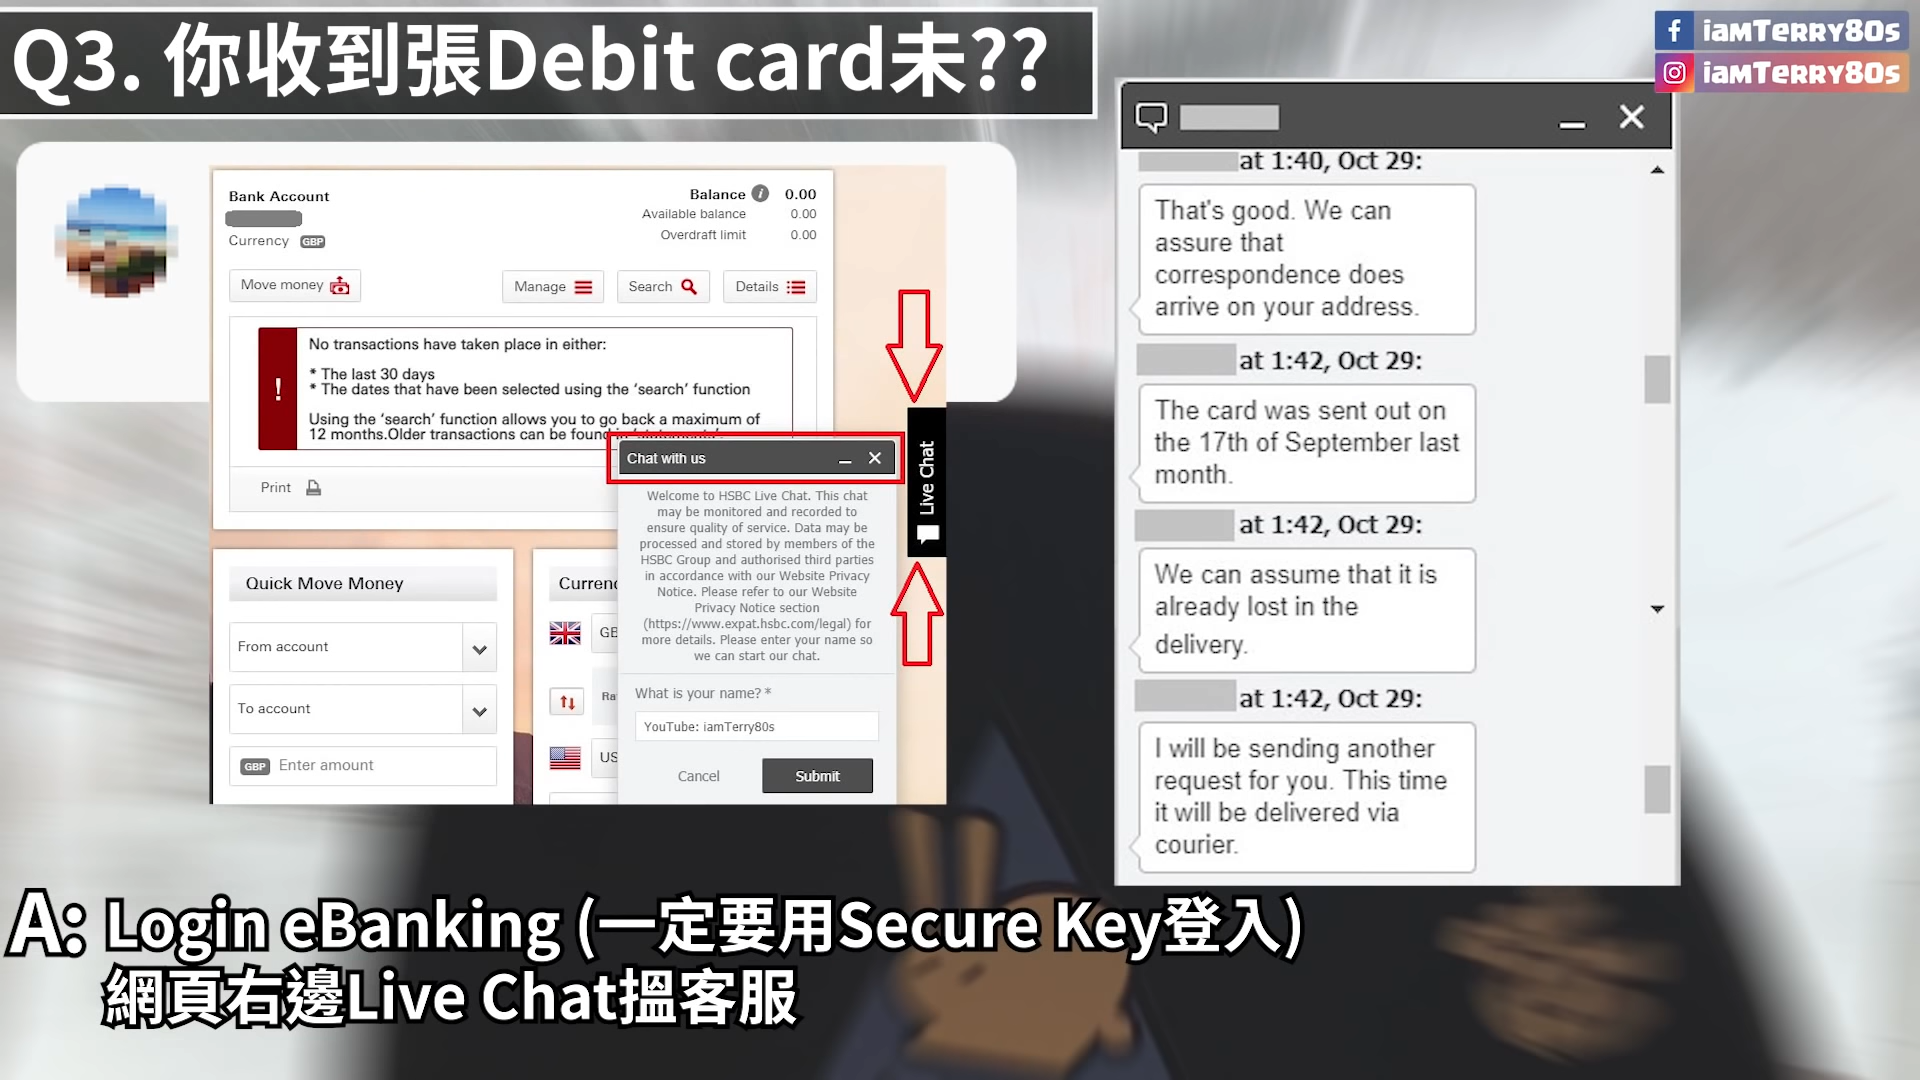 Q3. 你收到張Debit card未??
iamTerry80s
iamTerry80s
Bank Account
Currency GBP
Balance i 0.00
Available balance 0.00
Overdraft limit 0.00
Move money
Manage
Search
Details
! No transactions have taken place in either:
* The last 30 days
* The dates that have been selected using the ‘search’ function
Using the ‘search’ function allows you to go back a maximum of
12 months.Older transactions can be found in ‘statements’.
Print
Quick Move Money
From account
To account
GBP Enter amount
Chat with us
Welcome to HSBC Live Chat. This chat
may be monitored and recorded to
ensure quality of service. Data may be
processed and stored by members of the
HSBC Group and authorised third parties
in accordance with our Website Privacy
Notice. Please refer to our Website
Privacy Notice section
(https://www.expat.hsbc.com/legal) for
more details. Please enter your name so
we can start our chat.
What is your name? *
YouTube: iamTerry80s
Cancel
Submit
Live Chat
at 1:40, Oct 29:
That's good. We can
assure that
correspondence does
arrive on your address.
at 1:42, Oct 29:
The card was sent out on
the 17th of September last
month.
at 1:42, Oct 29:
We can assume that it is
already lost in the
delivery.
at 1:42, Oct 29:
I will be sending another
request for you. This time
it will be delivered via
courier.
A: Login eBanking (一定要用Secure Key登入)
網頁右邊Live Chat搵客服